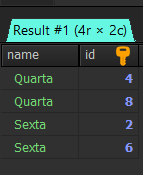 Result #1 (4r × 2c)
name id
Quarta 4
Quarta 8
Sexta 2
Sexta 6